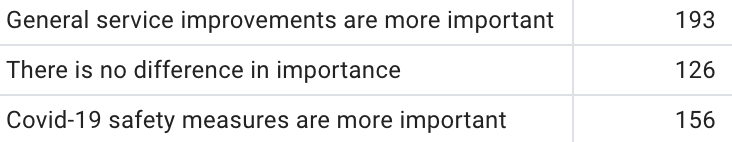 General service improvements are more important 193
There is no difference in importance 126
Covid-19 safety measures are more important 156